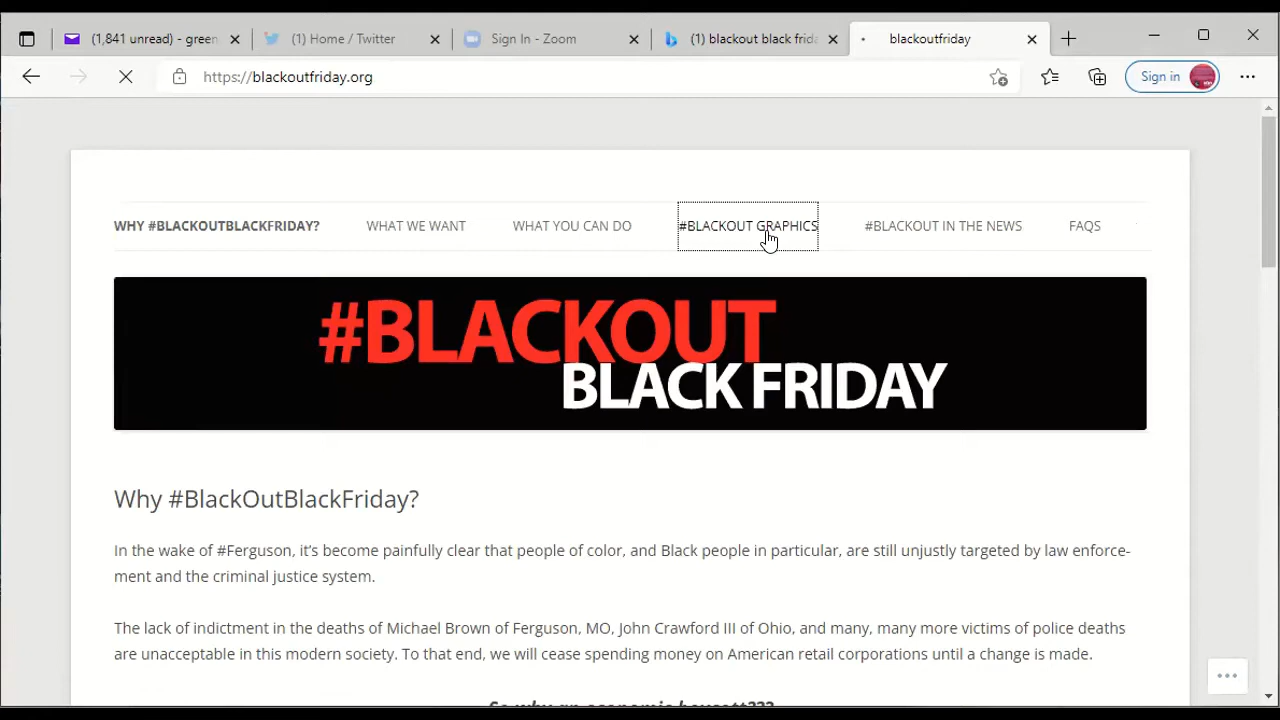 (1,841 unread) - green
(1) Home / Twitter
Sign In - Zoom
(1) blackout black frida
blackoutfriday
https://blackoutfriday.org
Sign in
WHY #BLACKOUTBLACKFRIDAY?
WHAT WE WANT
WHAT YOU CAN DO
#BLACKOUT GRAPHICS
#BLACKOUT IN THE NEWS
FAQS
#BLACKOUT
BLACK FRIDAY
Why #BlackOutBlackFriday?
In the wake of #Ferguson, it's become painfully clear that people of color, and Black people in particular, are still unjustly targeted by law enforce-
ment and the criminal justice system.
The lack of indictment in the deaths of Michael Brown of Ferguson, MO, John Crawford III of Ohio, and many, many more victims of police deaths
are unacceptable in this modern society. To that end, we will cease spending money on American retail corporations until a change is made.
So why an economic boycott???